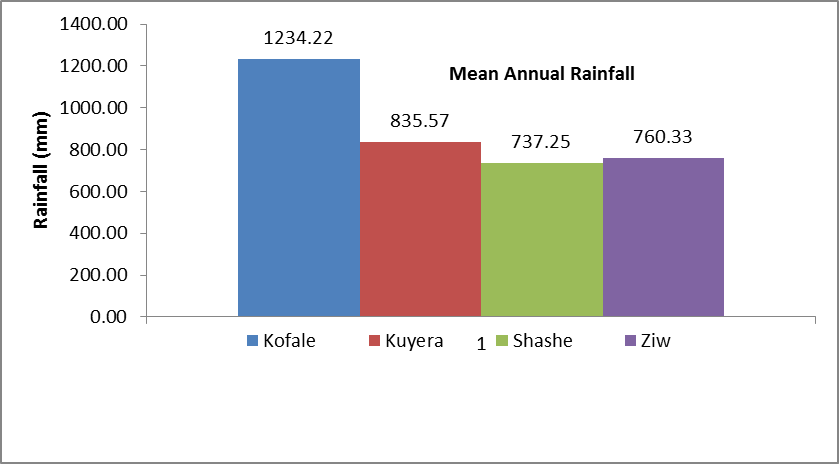 1400.00
1200.00
1000.00
800.00
600.00
400.00
200.00
0.00
Rainfall (mm)
Mean Annual Rainfall
1234.22
835.57
737.25
760.33
1
Kofale
Kuyera
Shashe
Ziw